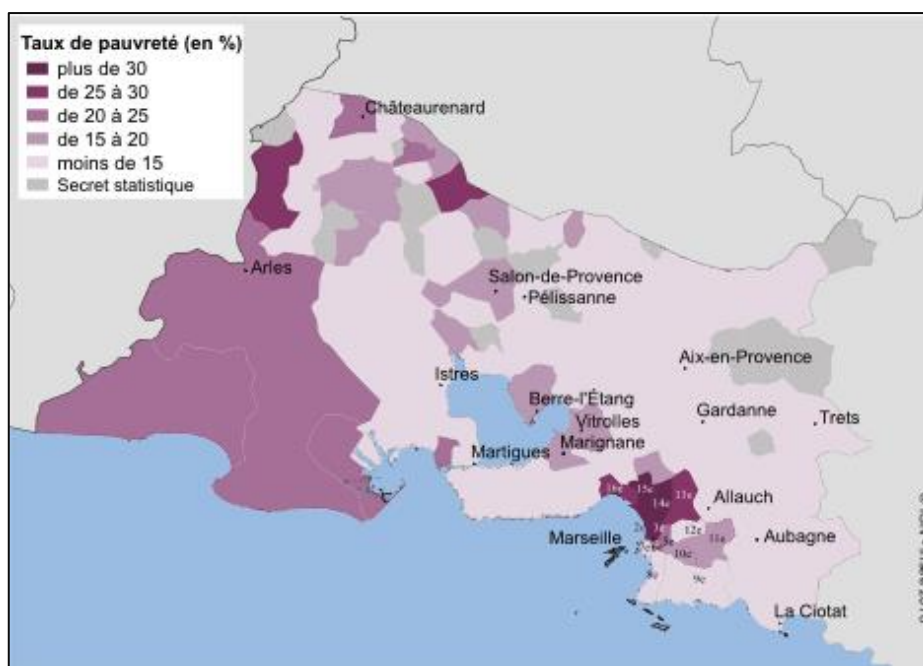 Taux de pauvreté (en %)
plus de 30
de 25 à 30
de 20 à 25
de 15 à 20
moins de 15
Secret statistique
Châteaurenard
Arles
Salon-de-Provence
Pélissanne
Aix-en-Provence
Istres
Berre-l'Étang
Vitrolles
Gardanne
Trets
Martigues
Marignane
16e
15e
13e
14e
Allauch
12e
11e
Marseille
Aubagne
10e
9e
La Ciotat